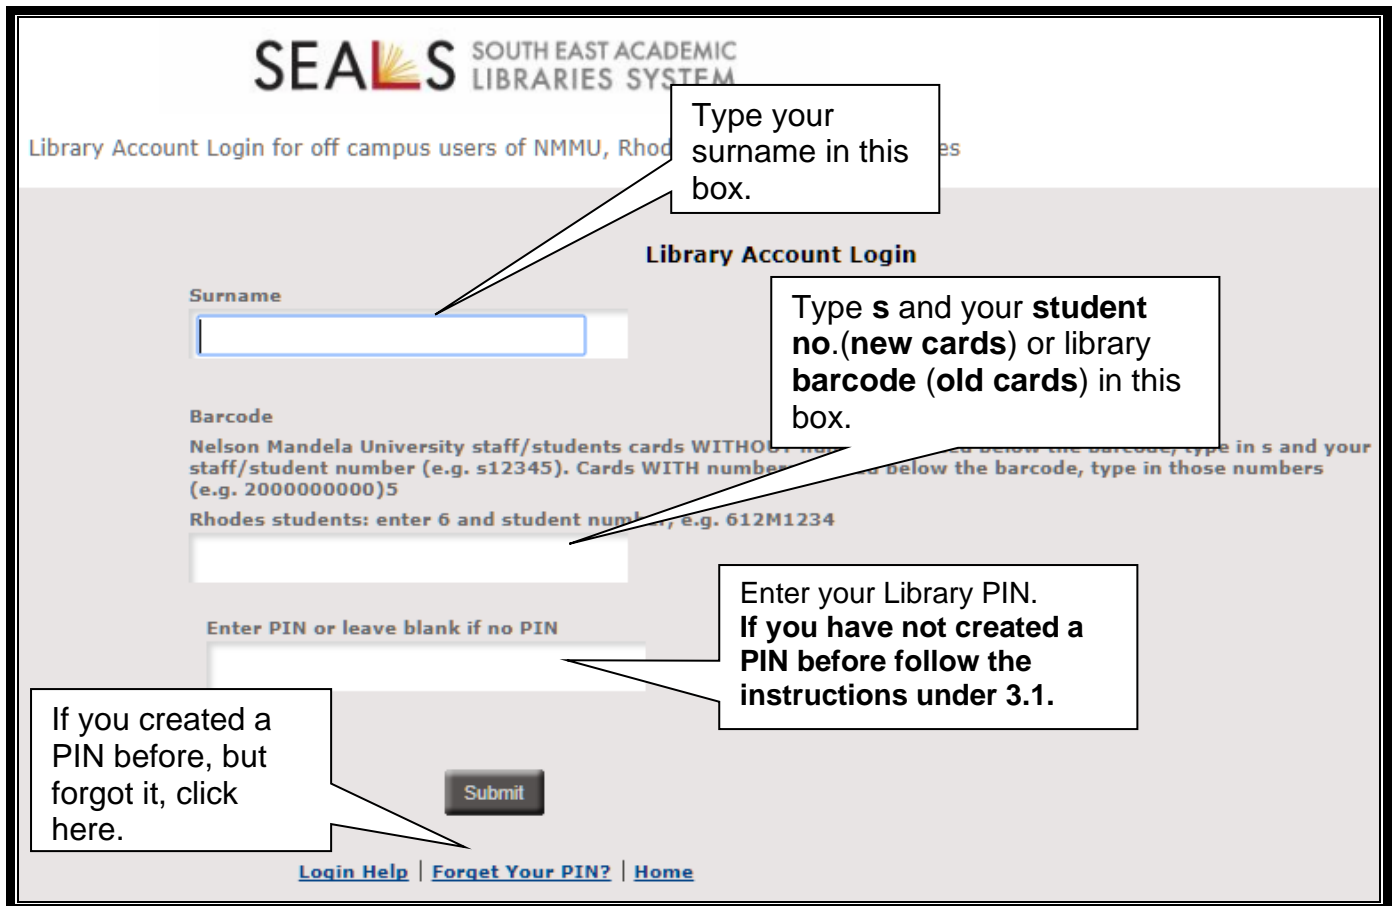 SEALS SOUTH EAST ACADEMIC
LIBRARIES SYSTEM
Library Account Login for off campus users of NMMU,
Type your
surname in this
box.
Library Account Login
Surname
Type s and your student
no.(new cards) or library
barcode (old cards) in this
box.
Barcode
Nelson Mandela University staff/students cards WITHOUT below the barcode, type in s and your
staff/student number (e.g. s12345). Cards WITH below the barcode, type in those numbers
(e.g. 2000000000)5
Rhodes students: enter 6 and student number, e.g. 612M1234
Enter your Library PIN.
If you have not created a
PIN before follow the
instructions under 3.1.
Enter PIN or leave blank if no PIN
If you created a
PIN before, but
forgot it, click
here.
Submit
Login Help | Forget Your PIN? | Home